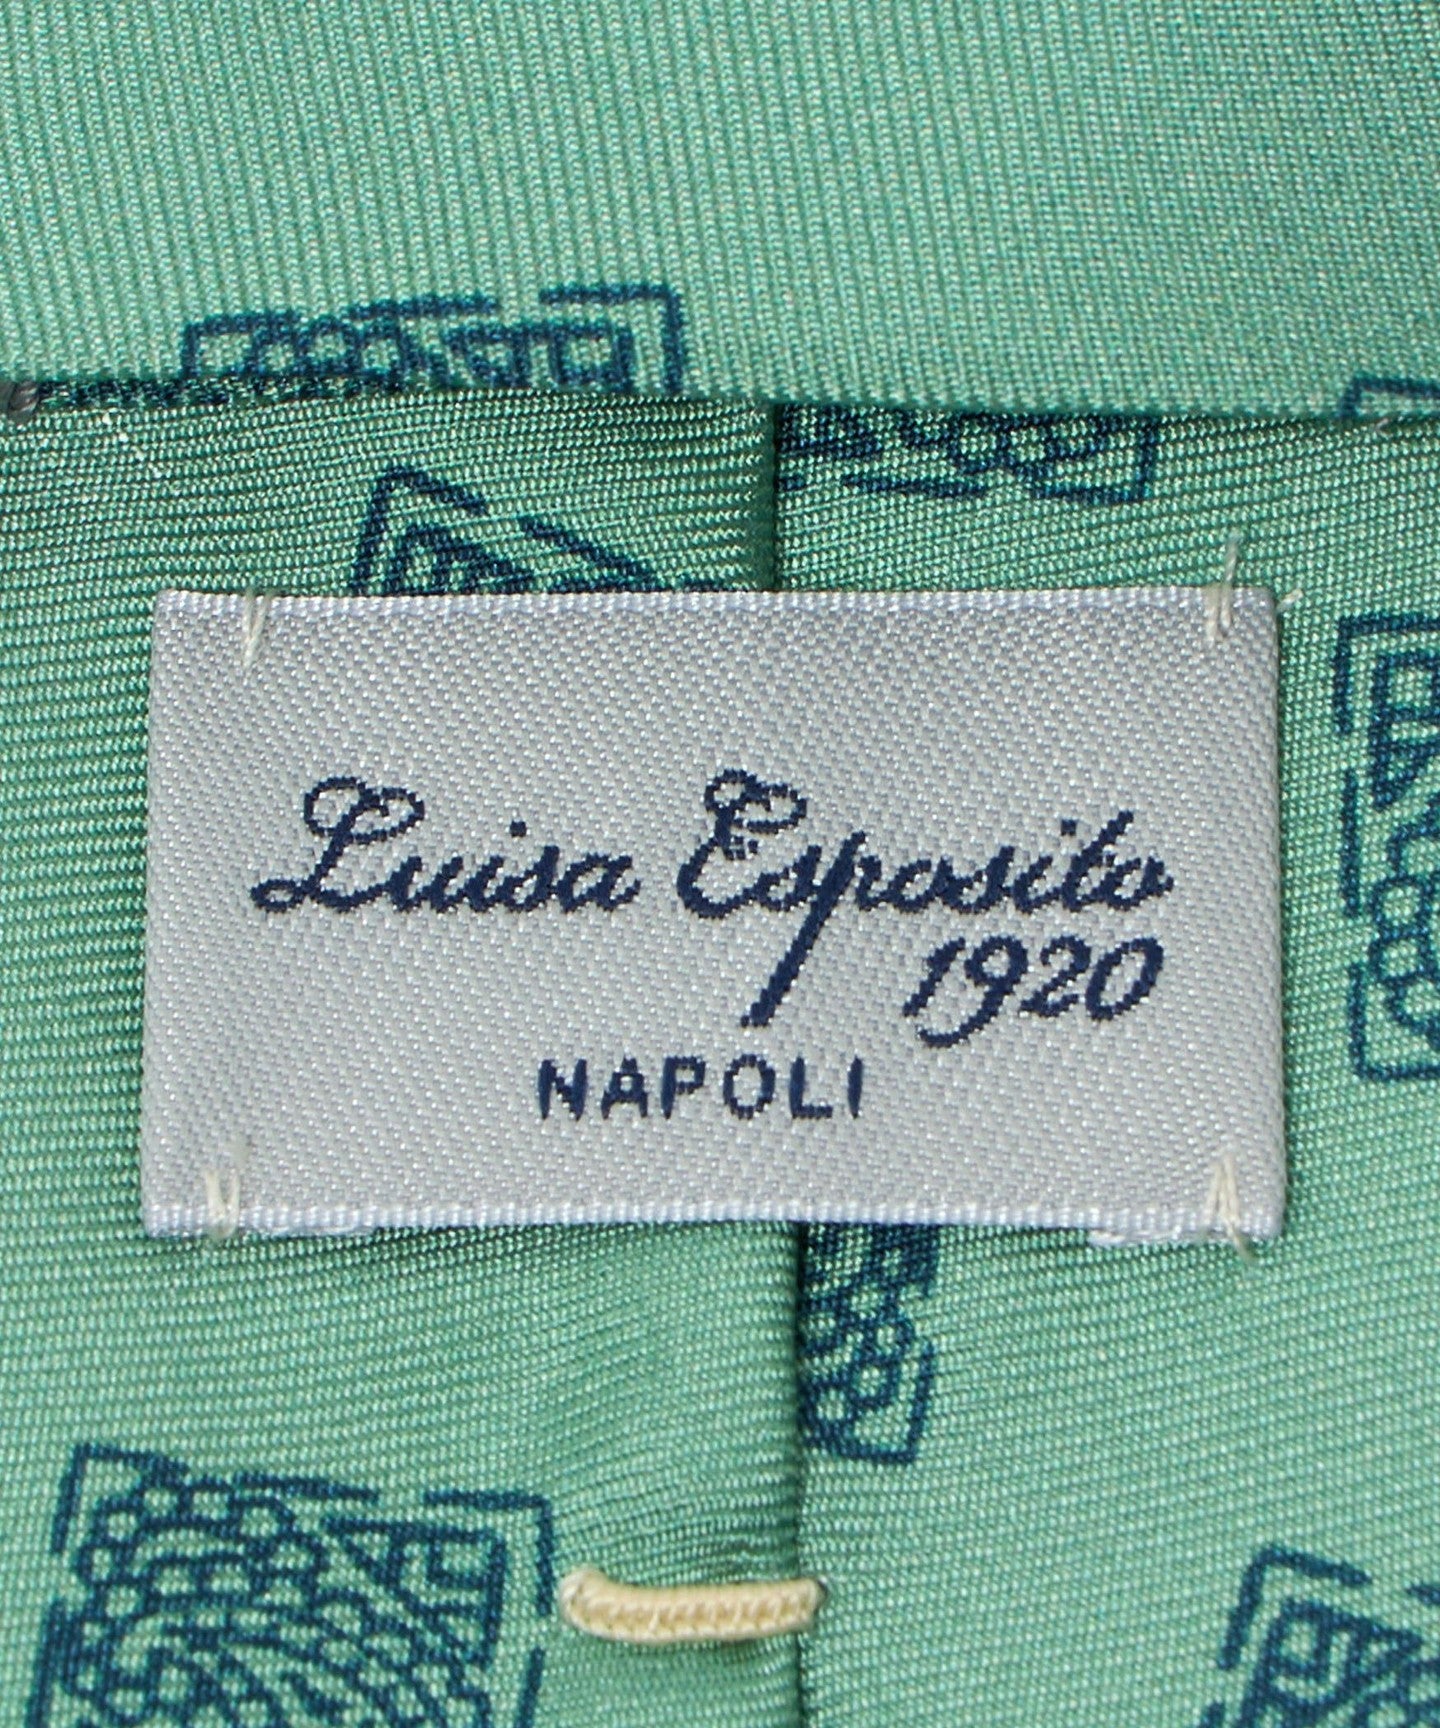 Luisa Esposito
1920
NAPOLI